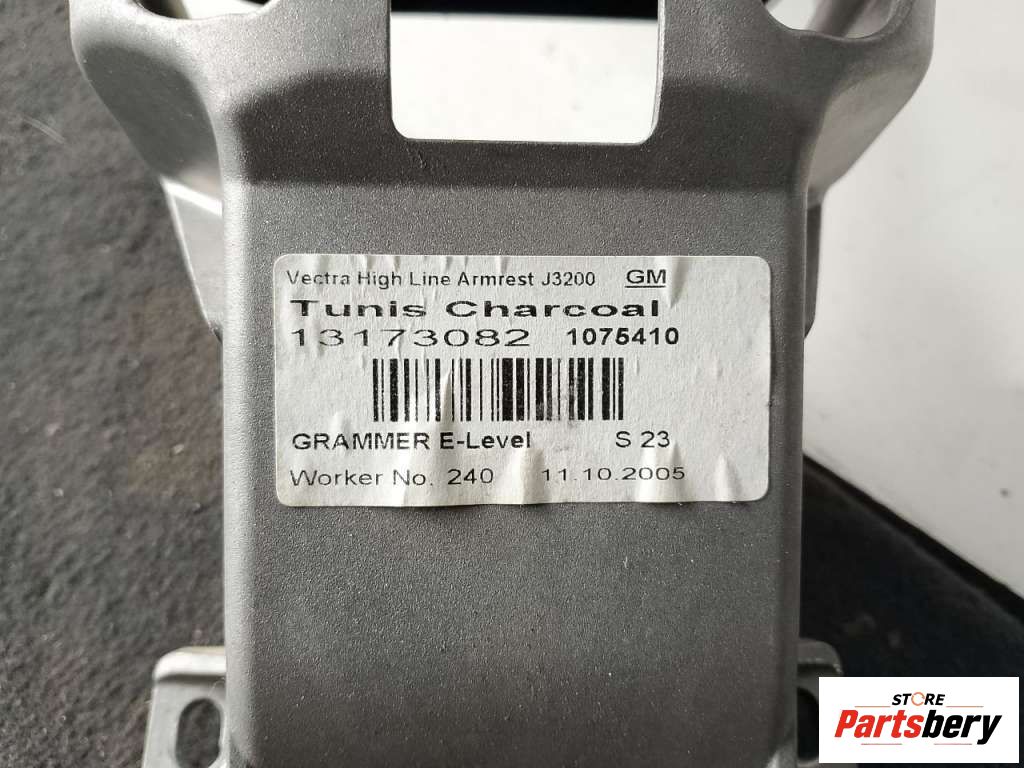 Vectra High Line Armrest J3200 GM
Tunis Charcoal
13173082 1075410
GRAMMER E-Level S 23
Worker No. 240 11.10.2005
STORE
Partsbery